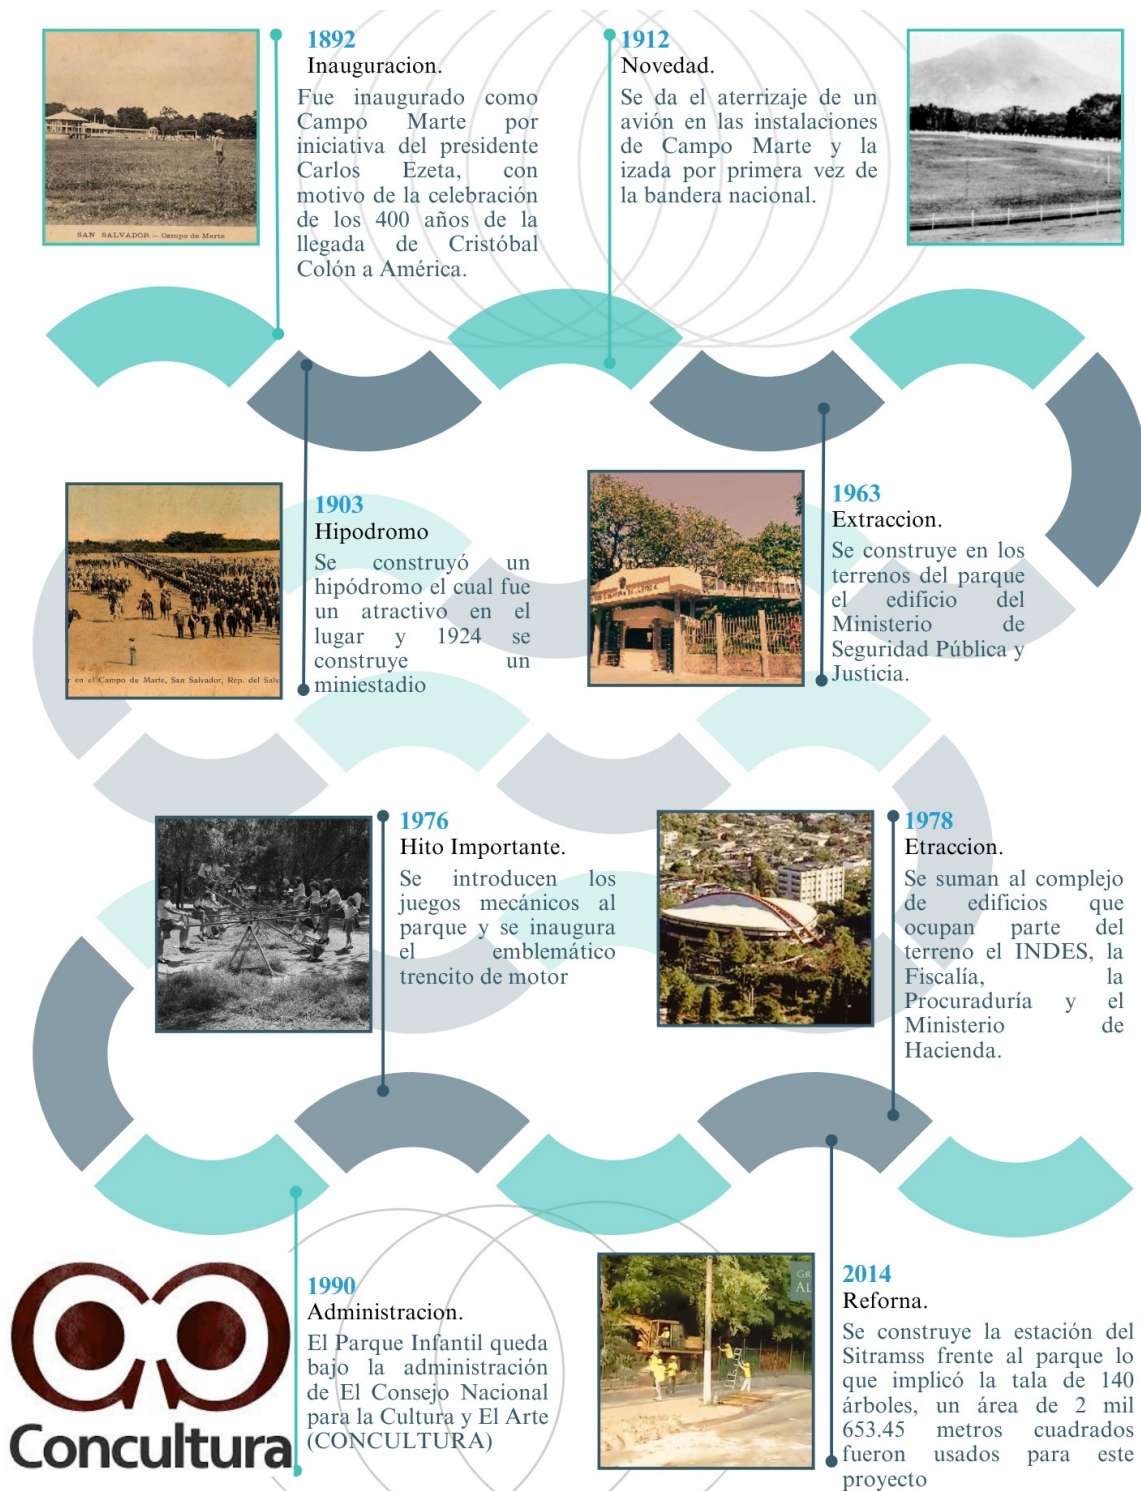 1892
Inauguracion.
Fue inaugurado como
Campo Marte por
iniciativa del presidente
Carlos Ezeta, con
motivo de la celebración
de los 400 años de la
llegada de Cristóbal
Colón a América.
SAN SALVADOR — Campo de Marte
1912
Novedad.
Se da el aterrizaje de un
avión en las instalaciones
de Campo Marte y la
izada por primera vez de
la bandera nacional.
1903
Hipodromo
Se construyó un
hipódromo el cual fue
un atractivo en el
lugar y 1924 se
construye un
miniestadio
r en el Campo de Marte, San Salvador, Rep. del Salv
1963
Extraccion.
Se construye en los
terrenos del parque
el edificio del
Ministerio de
Seguridad Pública y
Justicia.
1976
Hito Importante.
Se introducen los
juegos mecánicos al
parque y se inaugura
el emblemático
trencito de motor
1978
Etraccion.
Se suman al complejo
de edificios que
ocupan parte del
terreno el INDES, la
Fiscalía, la
Procuraduría y el
Ministerio de
Hacienda.
Concultura
1990
Administracion.
El Parque Infantil queda
bajo la administración
de El Consejo Nacional
para la Cultura y El Arte
(CONCULTURA)
GR
AL
2014
Reforna.
Se construye la estación del
Sitramss frente al parque lo
que implicó la tala de 140
árboles, un área de 2 mil
653.45 metros cuadrados
fueron usados para este
proyecto